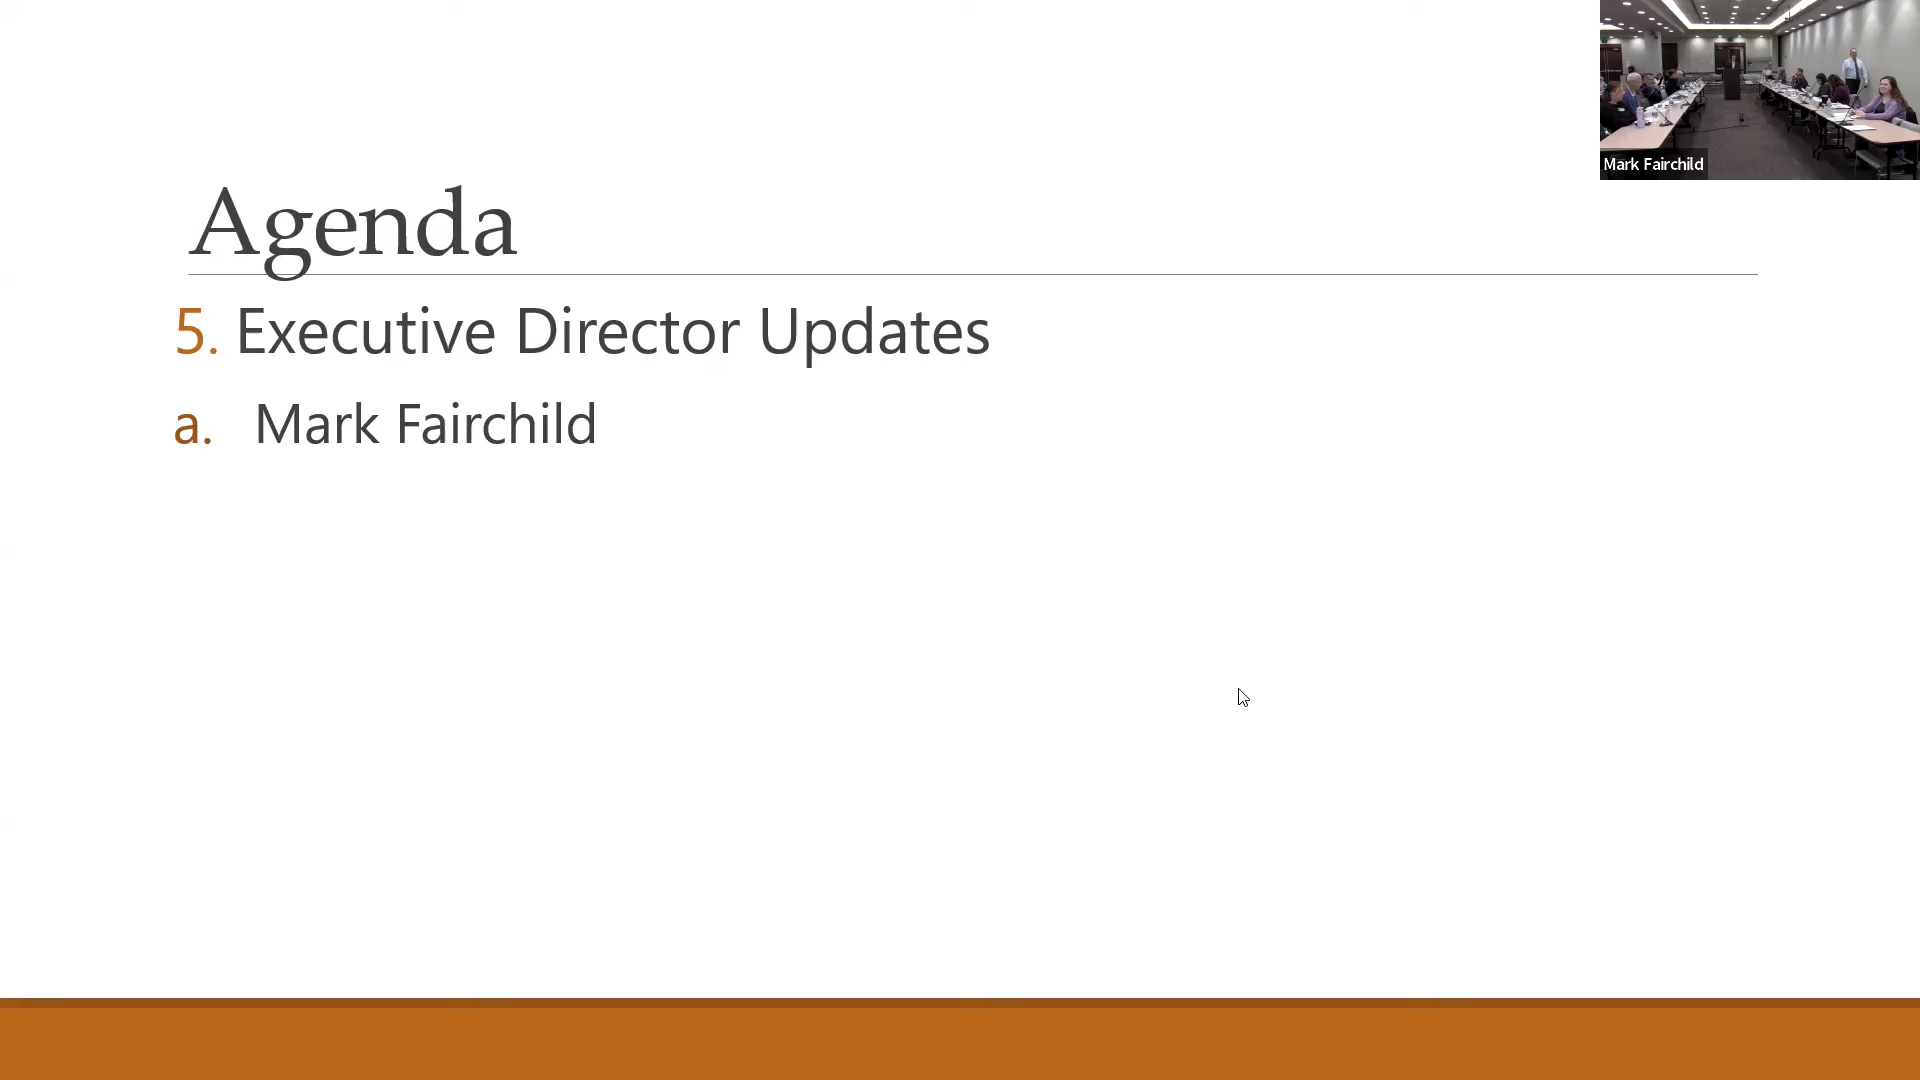 Mark Fairchild
Agenda
5. Executive Director Updates
a. Mark Fairchild